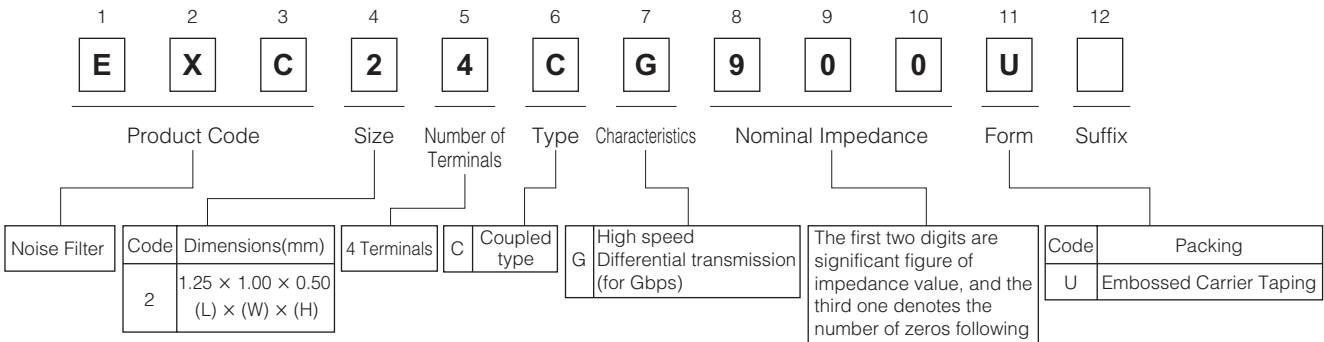 1 2 3 4 5 6 7 8 9 10 11 12
E X C 2 4 C G 9 0 0 U
Product Code Size Number of Terminals Type Characteristics Nominal Impedance Form Suffix
Noise Filter
Code Dimensions(mm)
2 1.25 × 1.00 × 0.50
(L) × (W) × (H)
4 Terminals
C Coupled
type
G High speed
Differential transmission
(for Gbps)
The first two digits are
significant figure of
impedance value, and the
third one denotes the
number of zeros following
Code Packing
U Embossed Carrier Taping